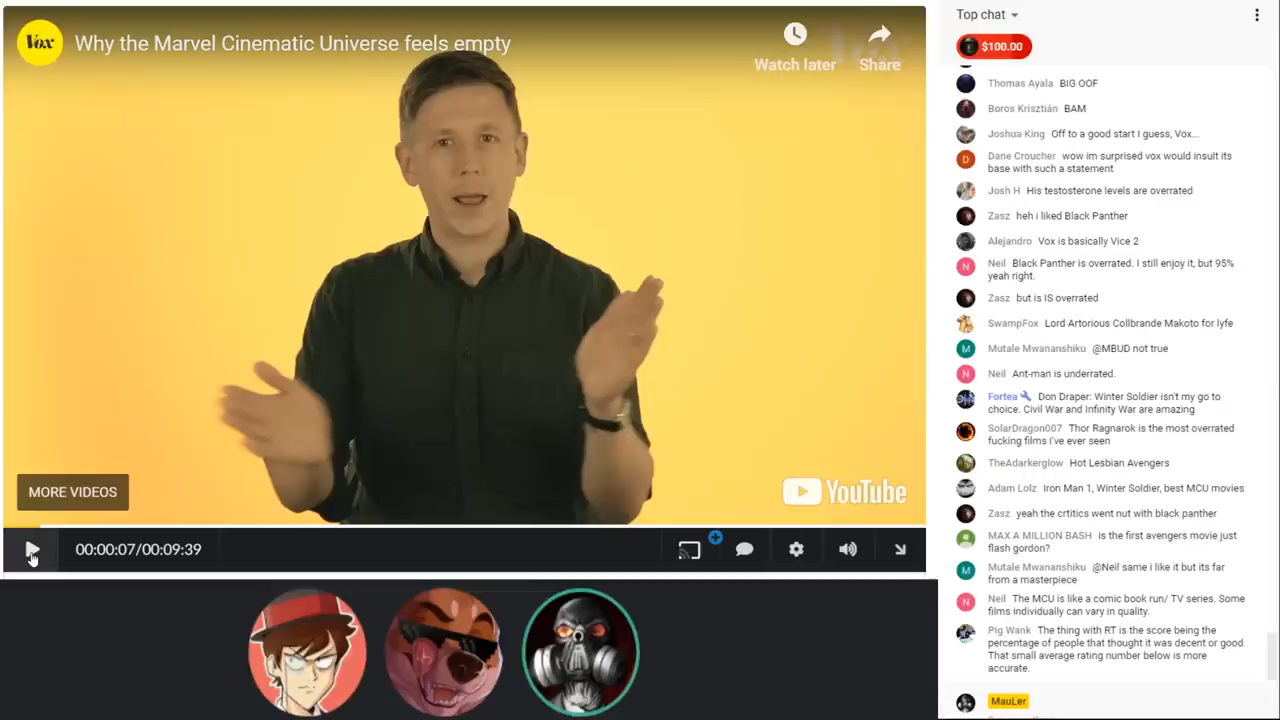 Vox
Why the Marvel Cinematic Universe feels empty
Watch later
Share
MORE VIDEOS
YouTube
00:00:07/00:09:39
Top chat
$100.00
Thomas Ayala BIG OOF
Boros Krisztián BAM
Joshua King Off to a good start I guess, Vox...
Dane Croucher wow im surprised vox would insult its
base with such a statement
Josh H His testosterone levels are overrated
Zasz heh i liked Black Panther
Alejandro Vox is basically Vice 2
N Neil Black Panther is overrated. I still enjoy it, but 95%
yeah right.
Zasz but is IS overrated
SwampFox Lord Artorious Collbrande Makoto for lyfe
M Mutale Mwananshiku @MBUD not true
N Neil Ant-man is underrated.
Fortea Don Draper: Winter Soldier isn't my go to
choice. Civil War and Infinity War are amazing
SolarDragon007 Thor Ragnarok is the most overrated
fucking films I've ever seen
TheAdarkerglow Hot Lesbian Avengers
Adam Lolz Iron Man 1, Winter Soldier, best MCU movies
Zasz yeah the crtitics went nut with black panther
MAX A MILLION BASH is the first avengers movie just
flash gordon?
M Mutale Mwananshiku @Neil same i like it but its far
from a masterpiece
N Neil The MCU is like a comic book run/ TV series. Some
films individually can vary in quality.
Pig Wank The thing with RT is the score being the
percentage of people that thought it was decent or good.
That small average rating number below is more
accurate.
MauLer